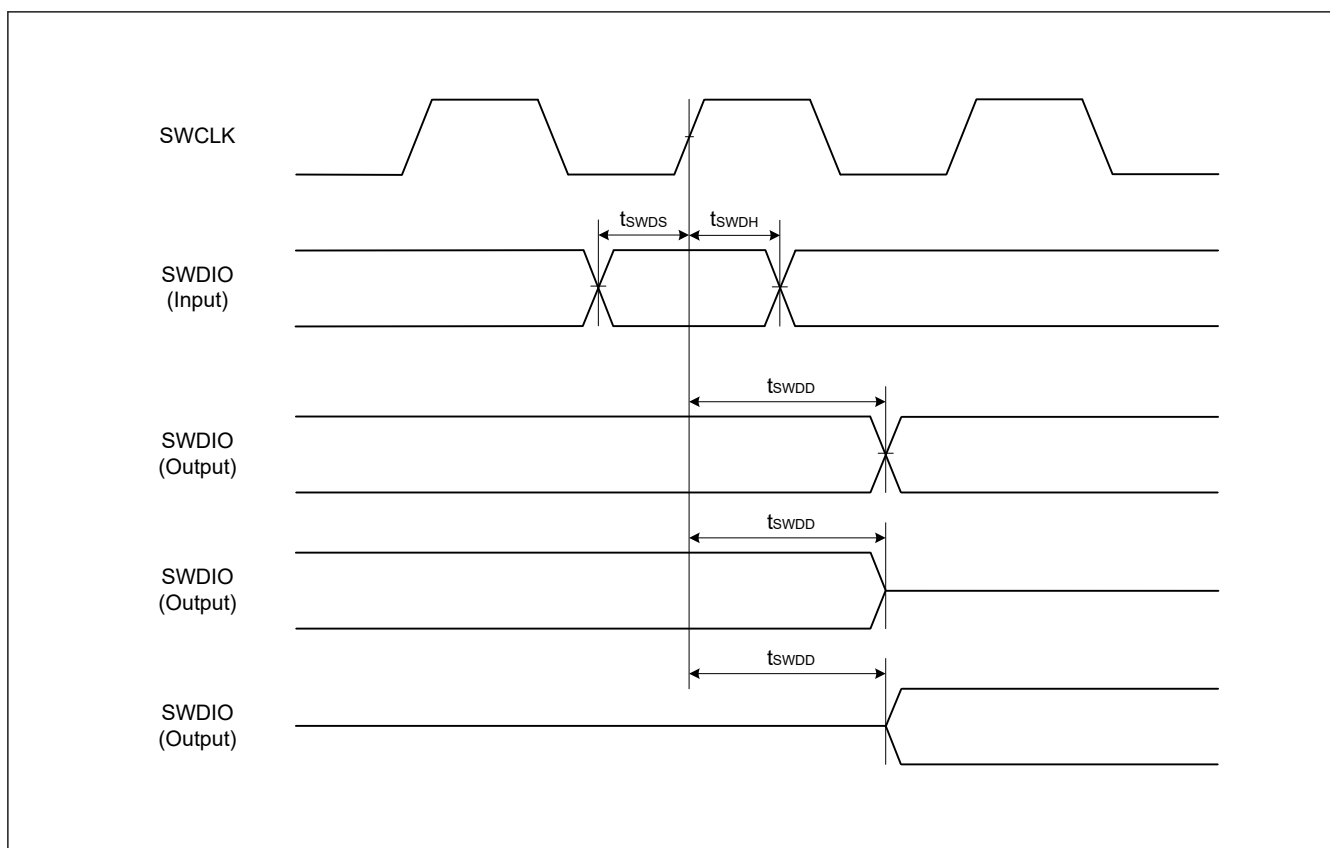 SWCLK
tSWDS
tSWDH
SWDIO
(Input)
tSWDD
SWDIO
(Output)
tSWDD
SWDIO
(Output)
tSWDD
SWDIO
(Output)